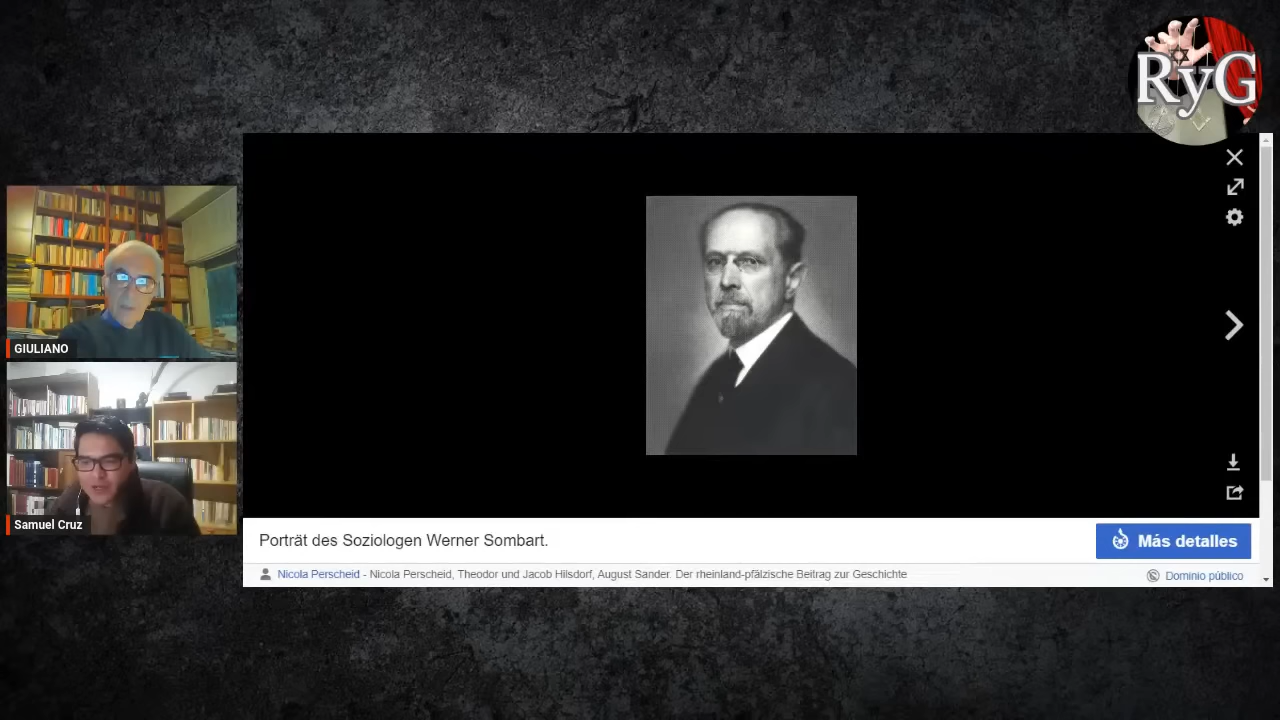 RyG
GIULIANO
Samuel Cruz
Porträt des Soziologen Werner Sombart.
Más detalles
Nicola Perscheid - Nicola Perscheid, Theodor und Jacob Hilsdorf, August Sander. Der rheinland-pfälzische Beitrag zur Geschichte
Dominio público